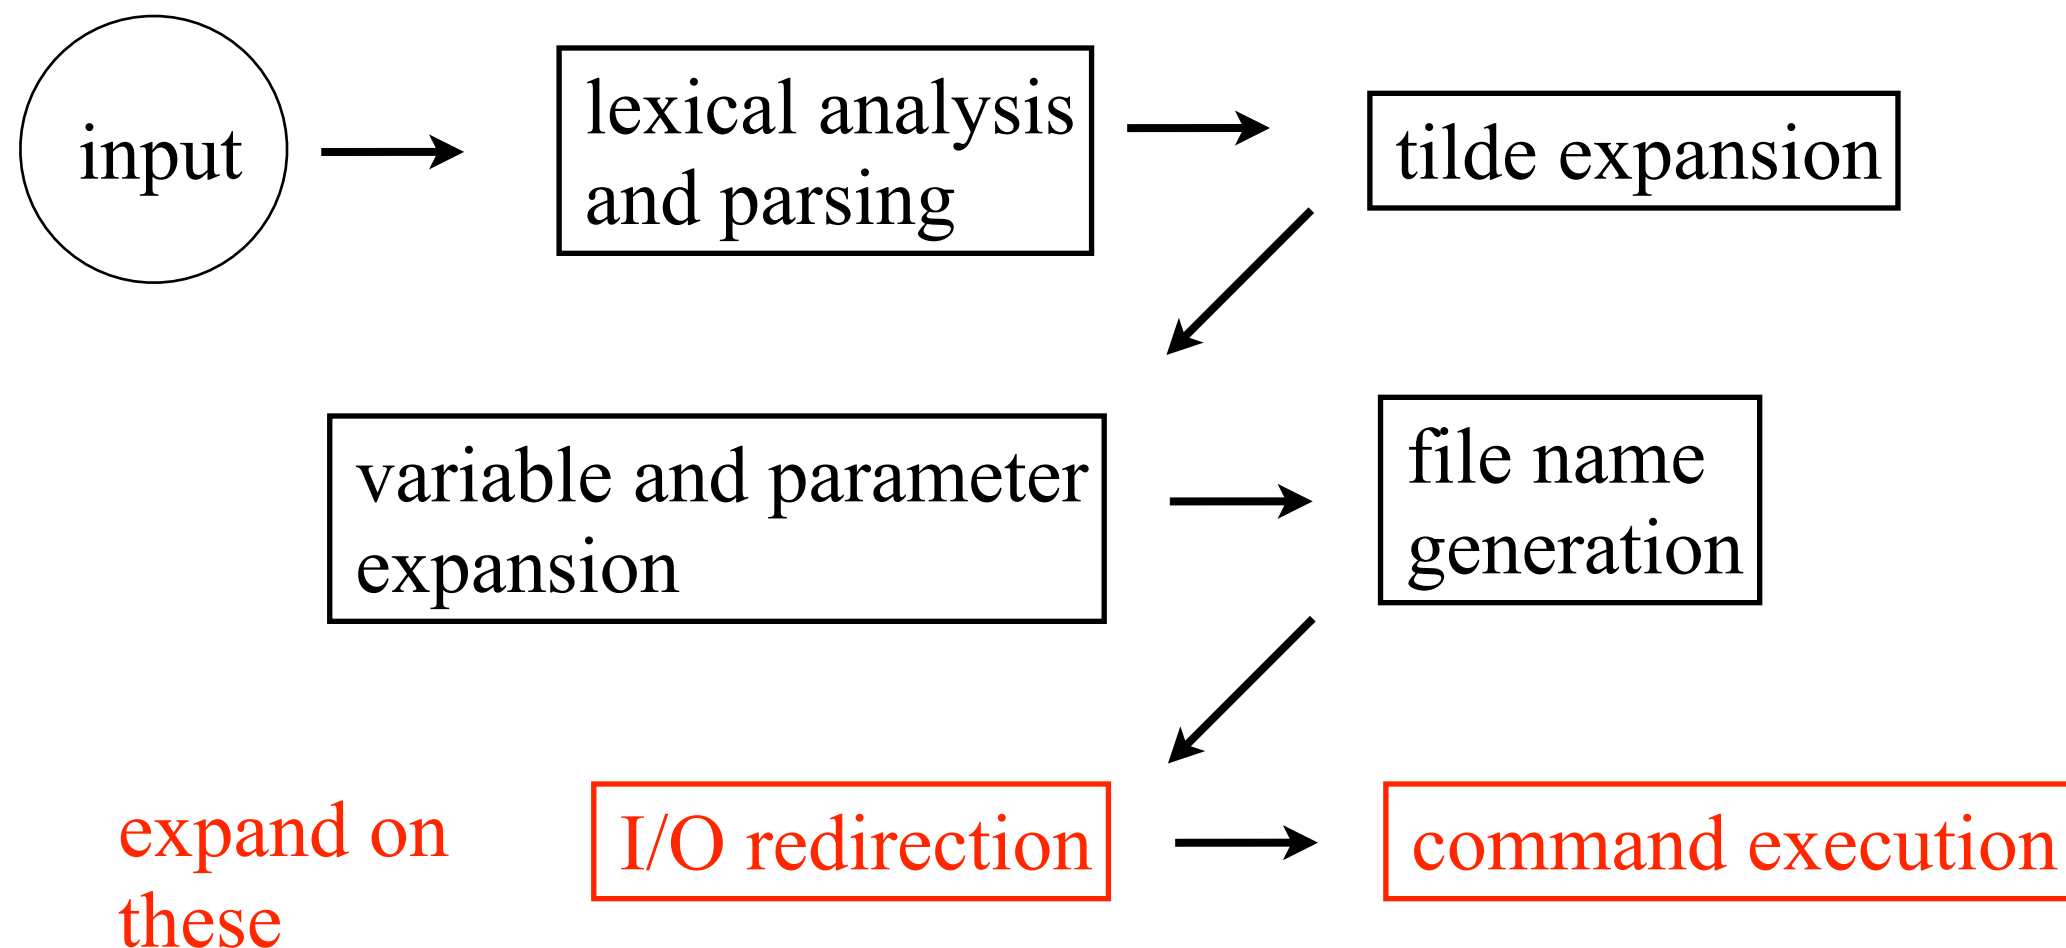 input
lexical analysis
and parsing
tilde expansion
variable and parameter
expansion
file name
generation
expand on
these
I/O redirection
command execution